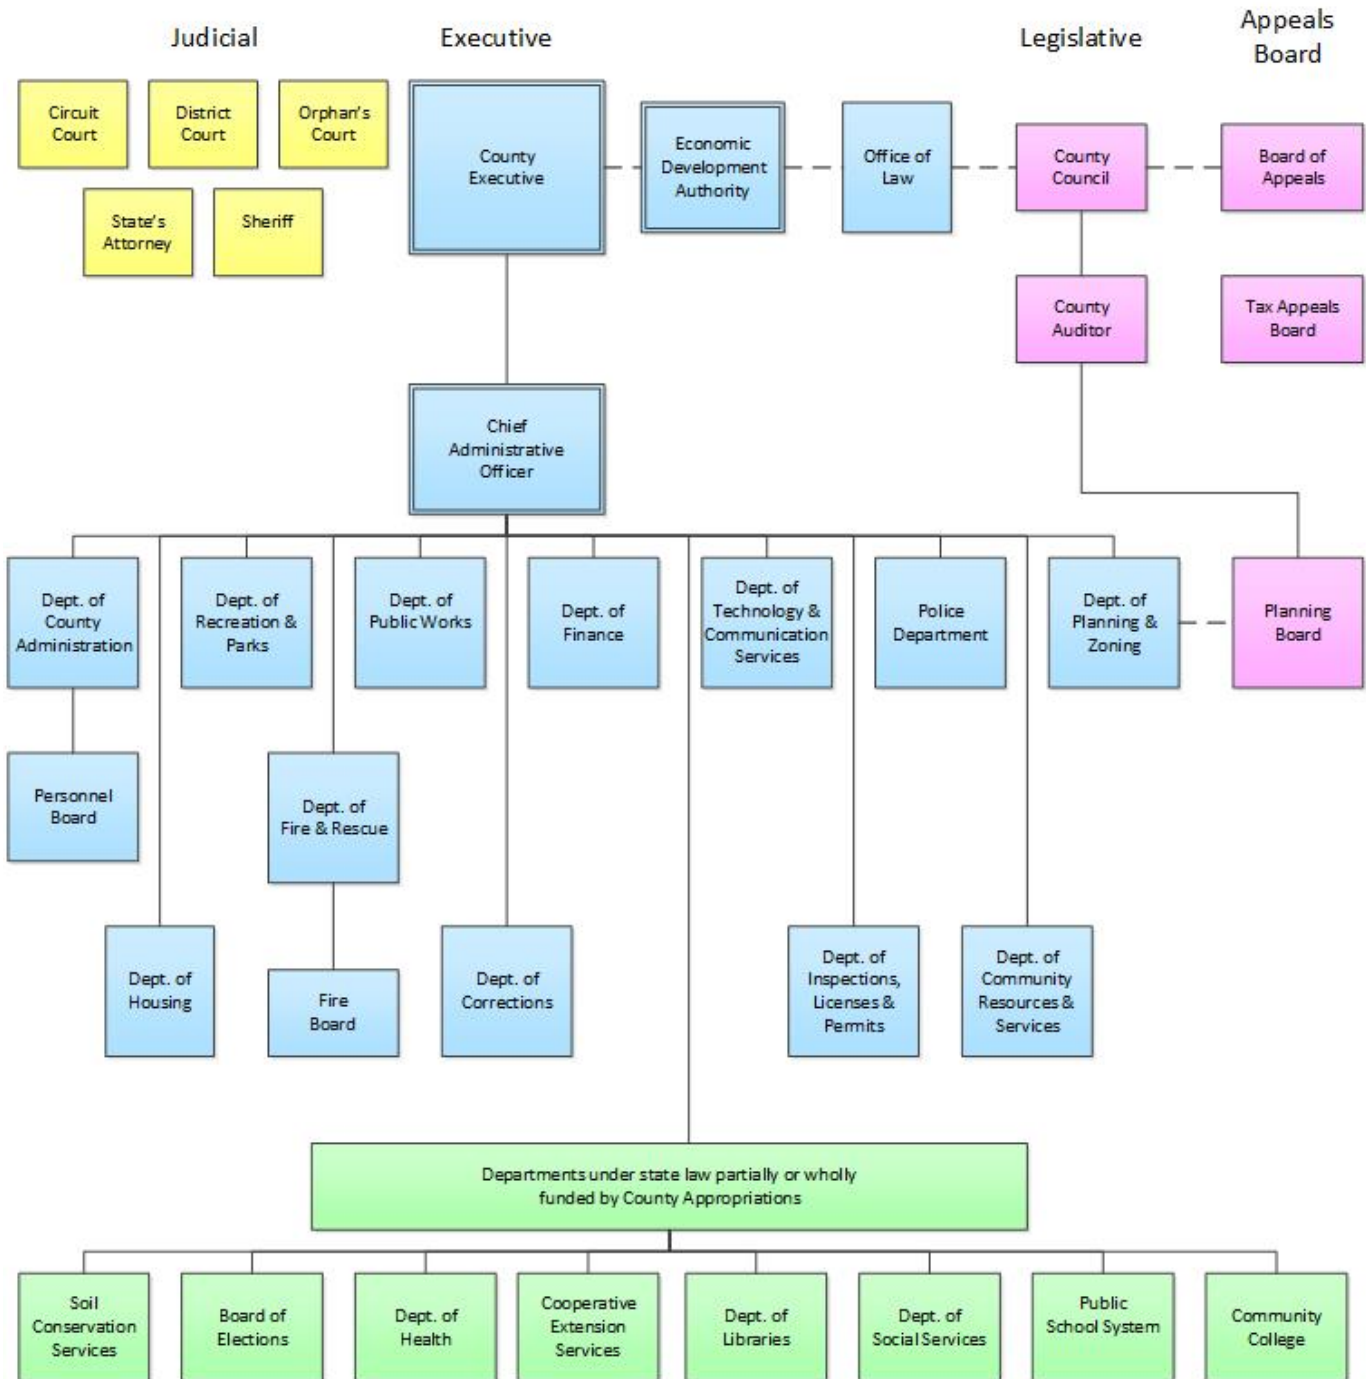 Judicial
Executive
Legislative
Appeals
Board
Circuit
Court
District
Court
Orphan's
Court
State's
Attorney
Sheriff
County
Executive
Economic
Development
Authority
Office of
Law
County
Council
Board of
Appeals
County
Auditor
Tax Appeals
Board
Chief
Administrative
Officer
Dept. of
County
Administration
Dept. of
Recreation &
Parks
Dept. of
Public Works
Dept. of
Finance
Dept. of
Technology &
Communication
Services
Police
Department
Dept. of
Planning &
Zoning
Planning
Board
Personnel
Board
Dept. of
Fire & Rescue
Dept. of
Housing
Fire
Board
Dept. of
Corrections
Dept. of
Inspections,
Licenses &
Permits
Dept. of
Community
Resources &
Services
Departments under state law partially or wholly
funded by County Appropriations
Soil
Conservation
Services
Board of
Elections
Dept. of
Health
Cooperative
Extension
Services
Dept. of
Libraries
Dept. of
Social Services
Public
School System
Community
College